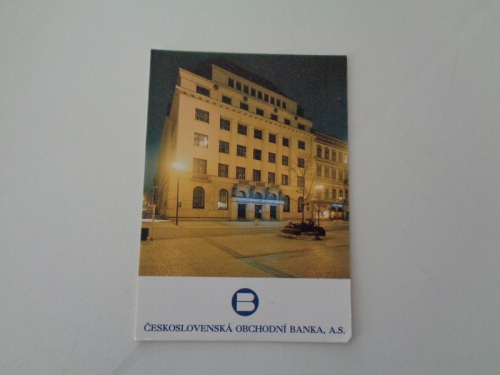 ČESKOSLOVENSKÁ OBCHODNÍ BANKA, A.S.